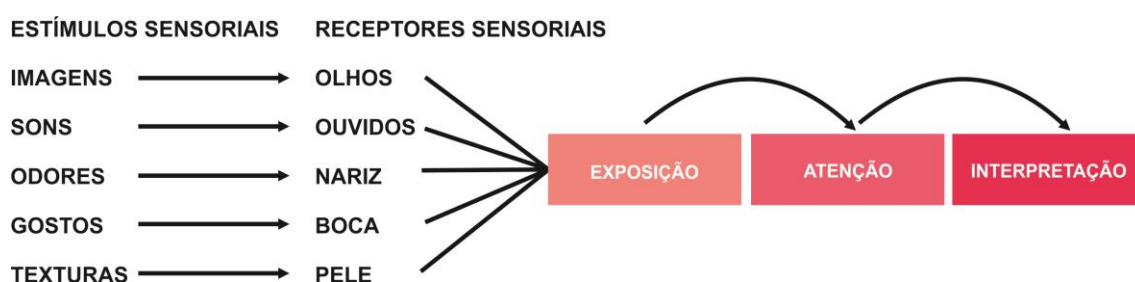 ESTÍMULOS SENSORIAIS RECEPTORES SENSORIAIS
IMAGENS OLHOS
SONS OUVIDOS
ODORES NARIZ
GOSTOS BOCA
TEXTURAS PELE
EXPOSIÇÃO ATENÇÃO INTERPRETAÇÃO